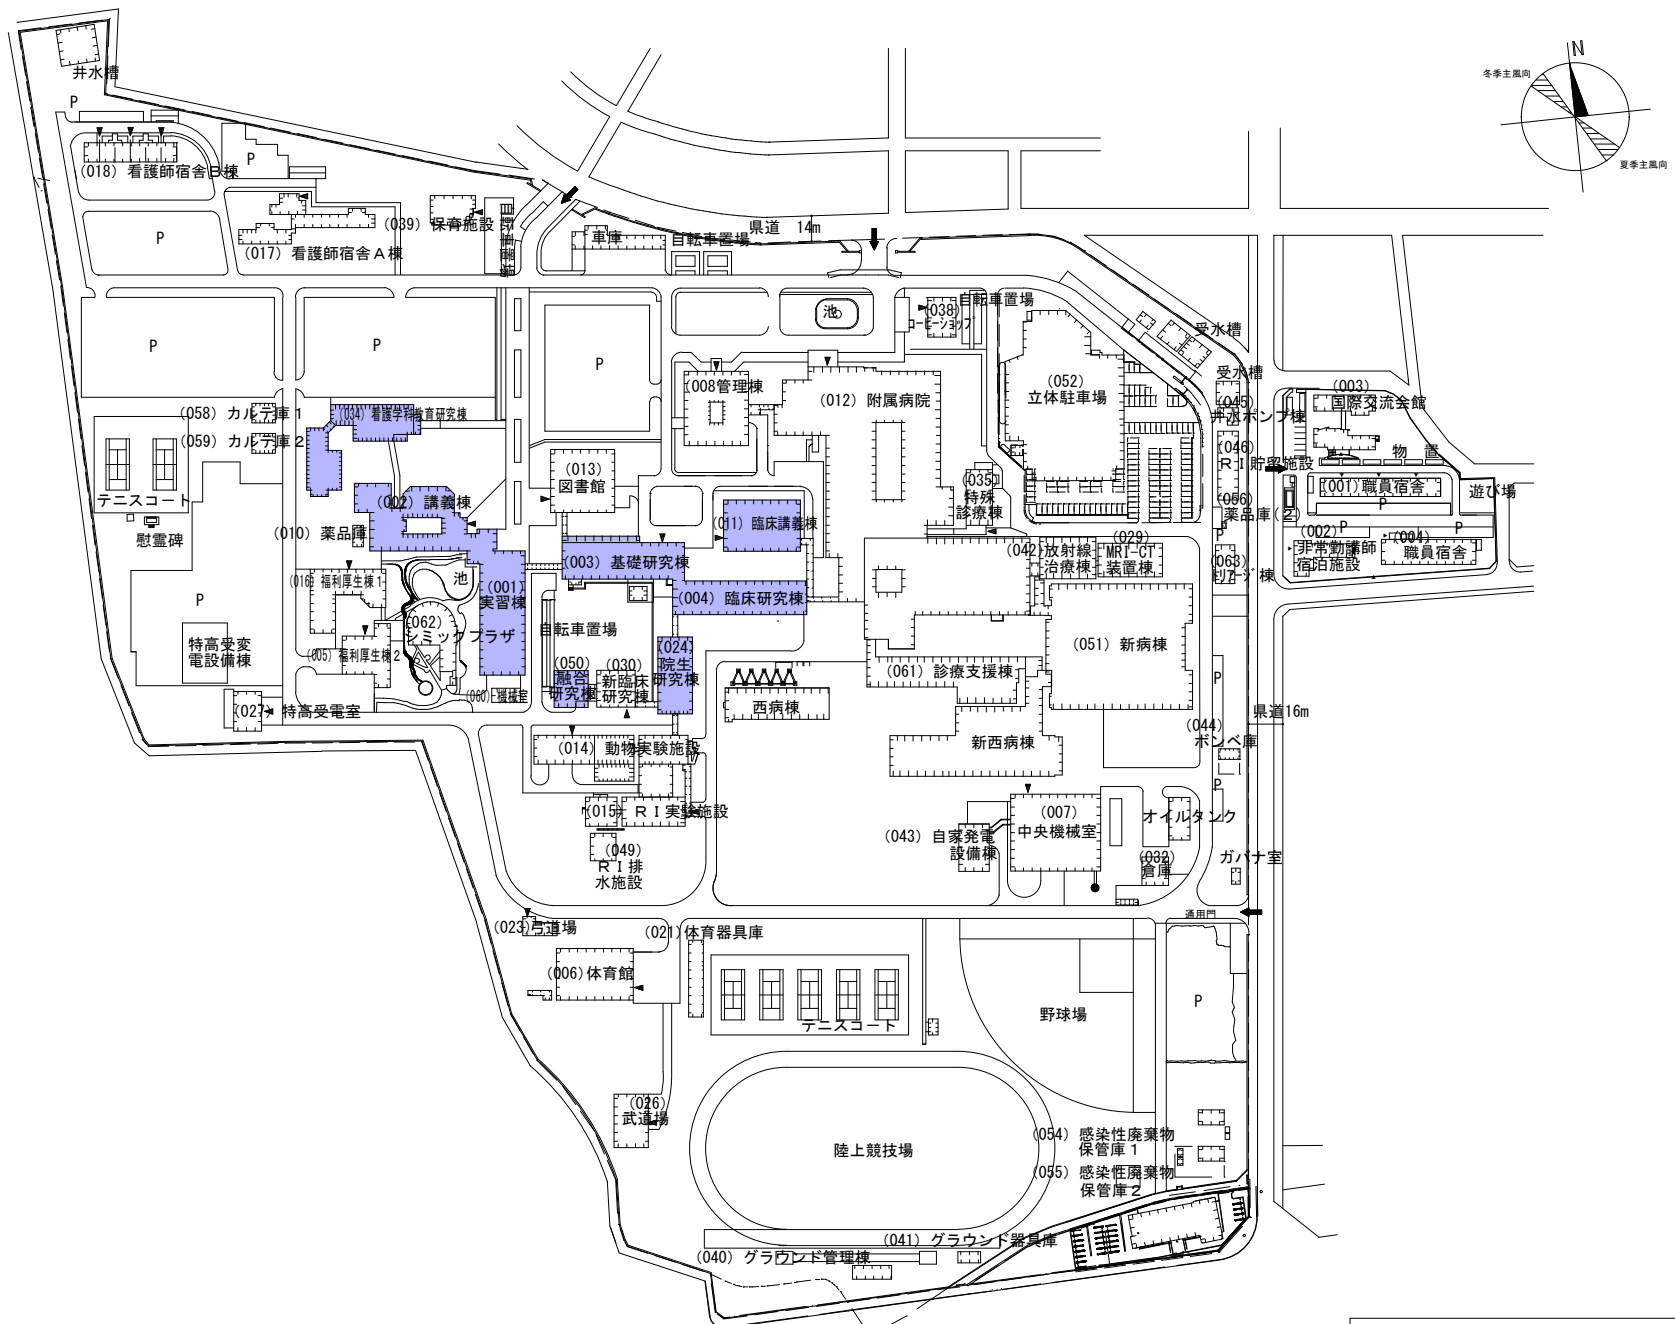 N
冬季主風向
夏季主風向
井水槽
P
(018) 看護師宿舎B棟
P
(039) 保育施設
自転車置場
P
(017) 看護師宿舎A棟
車庫
自転車置場
県道 14m
池
(038)
自転車置場
受水槽
P
P
P
(008)管理棟
(012) 附属病院
(052)
立体駐車場
受水槽
(045)
井水ポンプ棟
(046)
RI貯留施設
(003)
国際交流会館
物 置
(001)職員宿舎
遊び場
P
P
P
(056)
薬品庫(2)
(002)
非常勤講師
宿泊施設
(004)
職員宿舎
(058) カルテ庫1
(059) カルテ庫2
(034) 看護学科教育研究棟
テニスコート
慰霊碑
(002) 講義棟
(010) 薬品庫
(013)
図書館
(011) 臨床講義棟
(035)
特殊
診療棟
(003) 基礎研究棟
(042)放射線
治療棟
(029)
MRI-CT
装置棟
(063)
P
(016) 福利厚生棟1
池
(001)
実習棟
(004) 臨床研究棟
P
(062)
シミックプラザ
自転車置場
特高受変
電設備棟
(005) 福利厚生棟2
(024)
院生
研究棟
(050)
融合
研究棟
(030)
新臨床
研究棟
(051) 新病棟
(061) 診療支援棟
P
(060) 機械室
西病棟
(027) 特高受電室
県道16m
(044)
ボンベ庫
新西病棟
(014) 動物実験施設
P
(015) RI実験施設
(007)
中央機械室
オイルタンク
(043) 自家発電
設備棟
(049)
RI排
水施設
(032)
倉庫
ガバナ室
通用門
(023)弓道場
(021)体育器具庫
(006)体育館
P
野球場
テニスコート
(026)
武道場
陸上競技場
(054) 感染性廃棄物
保管庫1
(055) 感染性廃棄物
保管庫2
(041) グラウンド器具庫
(040) グラウンド管理棟